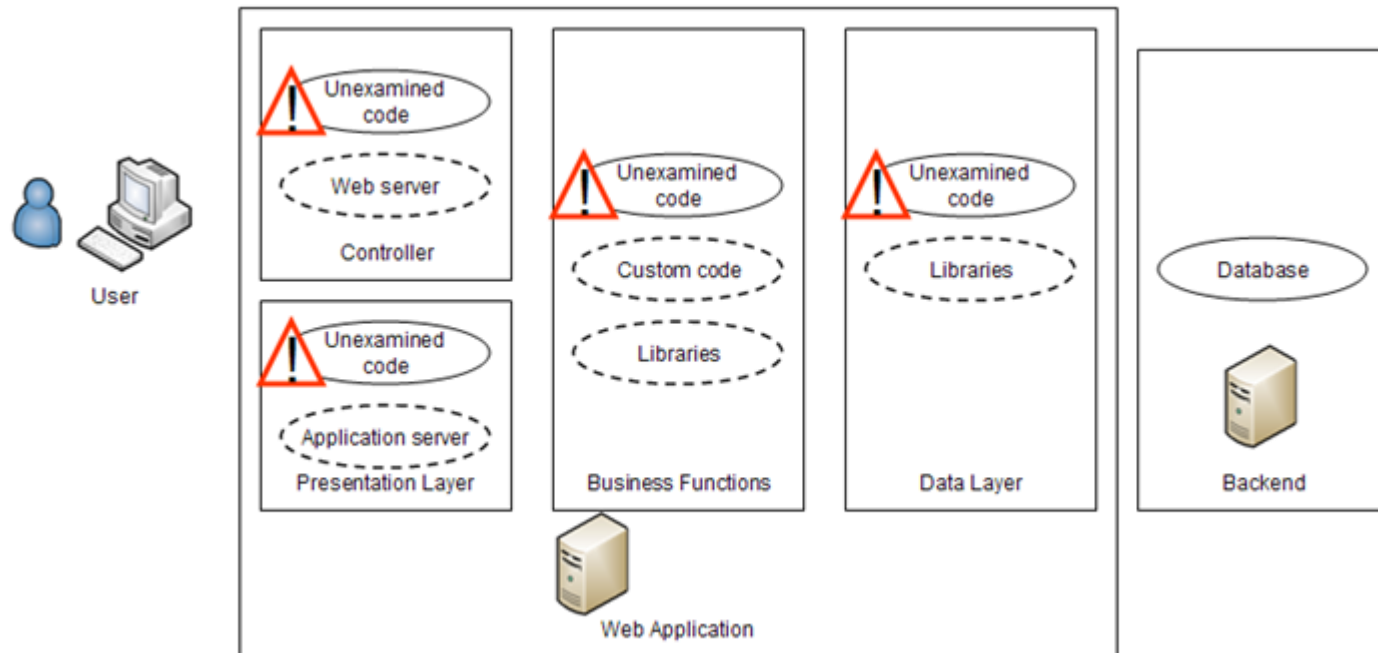 User
Unexamined
code
Web server
Controller
Unexamined
code
Application server
Presentation Layer
Unexamined
code
Custom code
Libraries
Business Functions
Unexamined
code
Libraries
Data Layer
Database
Backend
Web Application